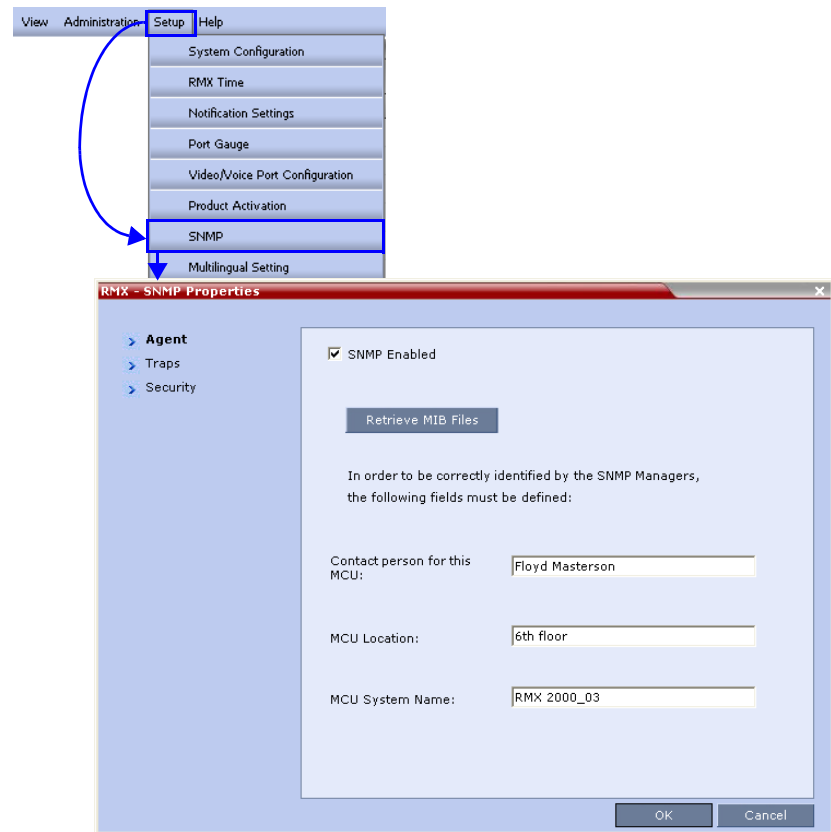 View Administration Setup Help
System Configuration
RMX Time
Notification Settings
Port Gauge
Video/Voice Port Configuration
Product Activation
SNMP
Multilingual Setting
RMX - SNMP Properties
Agent
Traps
Security
SNMP Enabled
Retrieve MIB Files
In order to be correctly identified by the SNMP Managers,
the following fields must be defined:
Contact person for this
MCU:
Floyd Masterson
MCU Location:
6th floor
MCU System Name:
RMX 2000_03
OK Cancel